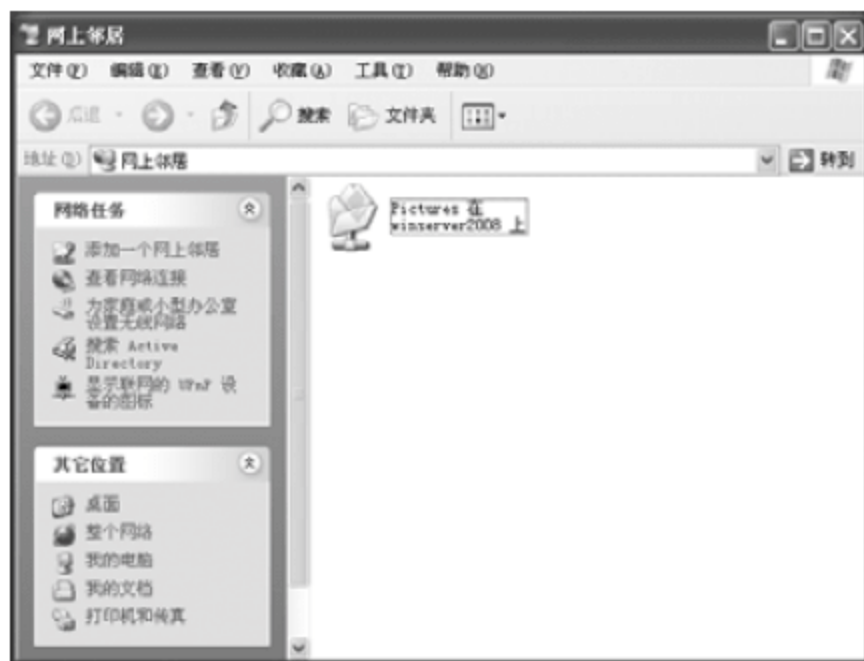 网上邻居
文件(F) 编辑(E) 查看(V) 收藏(A) 工具(T) 帮助(H)
后退 搜索 文件夹
地址(D) 网上邻居 转到
网络任务
添加一个网上邻居
查看网络连接
为家庭或小型办公室
设置无线网络
搜索 Active
Directory
显示联网的 UPnP 设
备的图标
其它位置
桌面
整个网络
我的电脑
我的文档
打印机和传真
Pictures 在
winserver2008 上